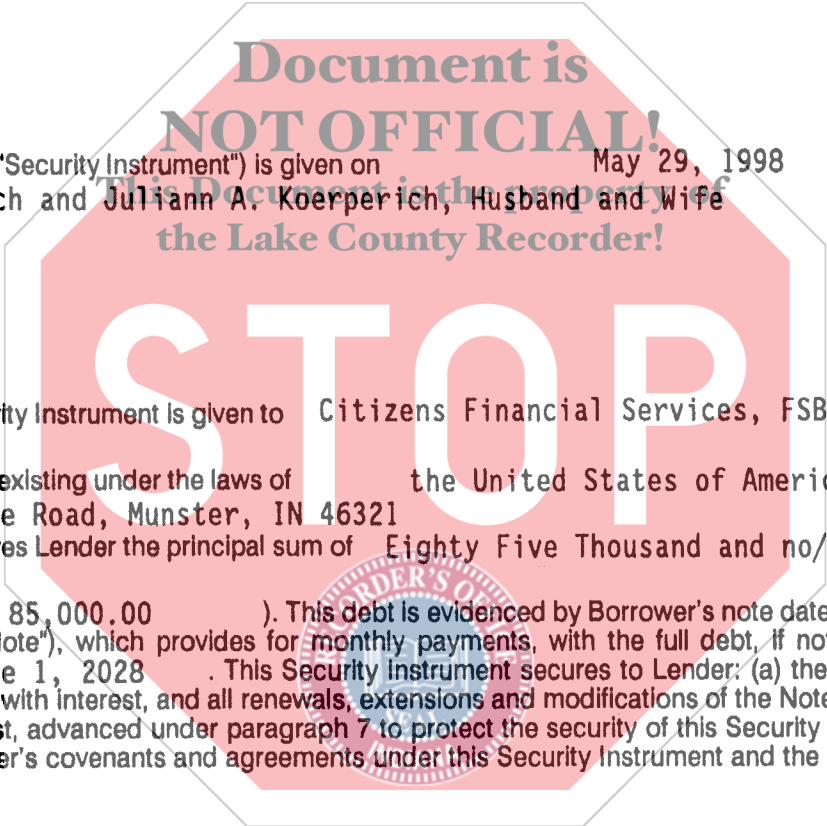 Document is
NOT OFFICIAL!
"Security Instrument") is given on May 29, 1998
This Document is the property of
ch and Juliann A. Koerperich, Husband and Wife
the Lake County Recorder!
STOP
ity Instrument is given to Citizens Financial Services, FSB
existing under the laws of the United States of Americ
e Road, Munster, IN 46321
es Lender the principal sum of Eighty Five Thousand and no/
RECORDER'S OFFICE
85,000.00 ). This debt is evidenced by Borrower's note date
lote"), which provides for monthly payments, with the full debt, if no
e 1, 2028 . This Security Instrument secures to Lender: (a) the
with interest, and all renewals, extensions and modifications of the Note
st, advanced under paragraph 7 to protect the security of this Security
er's covenants and agreements under this Security Instrument and the